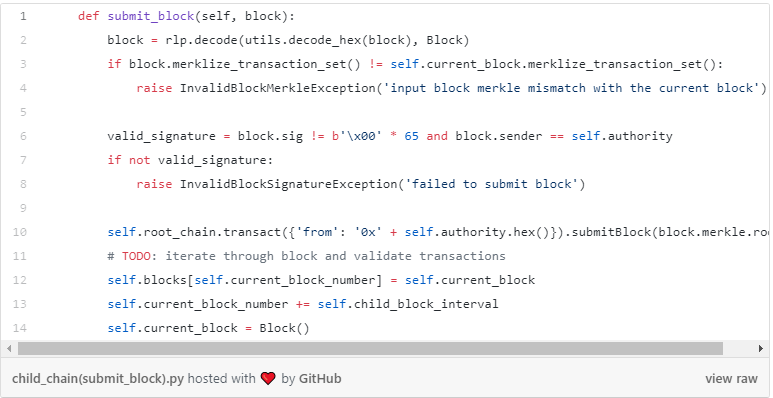 1 def submit_block(self, block):
2 block = rlp.decode(utils.decode_hex(block), Block)
3 if block.merklize_transaction_set() != self.current_block.merklize_transaction_set():
4 raise InvalidBlockMerkleException('input block merkle mismatch with the current block')
5
6 valid_signature = block.sig != b'\x00' * 65 and block.sender == self.authority
7 if not valid_signature:
8 raise InvalidBlockSignatureException('failed to submit block')
9
10 self.root_chain.transact({'from': '0x' + self.authority.hex()}).submitBlock(block.merkle.ro
11 # TODO: iterate through block and validate transactions
12 self.blocks[self.current_block_number] = self.current_block
13 self.current_block_number += self.child_block_interval
14 self.current_block = Block()
child_chain(submit_block).py hosted with ❤ by GitHub view raw